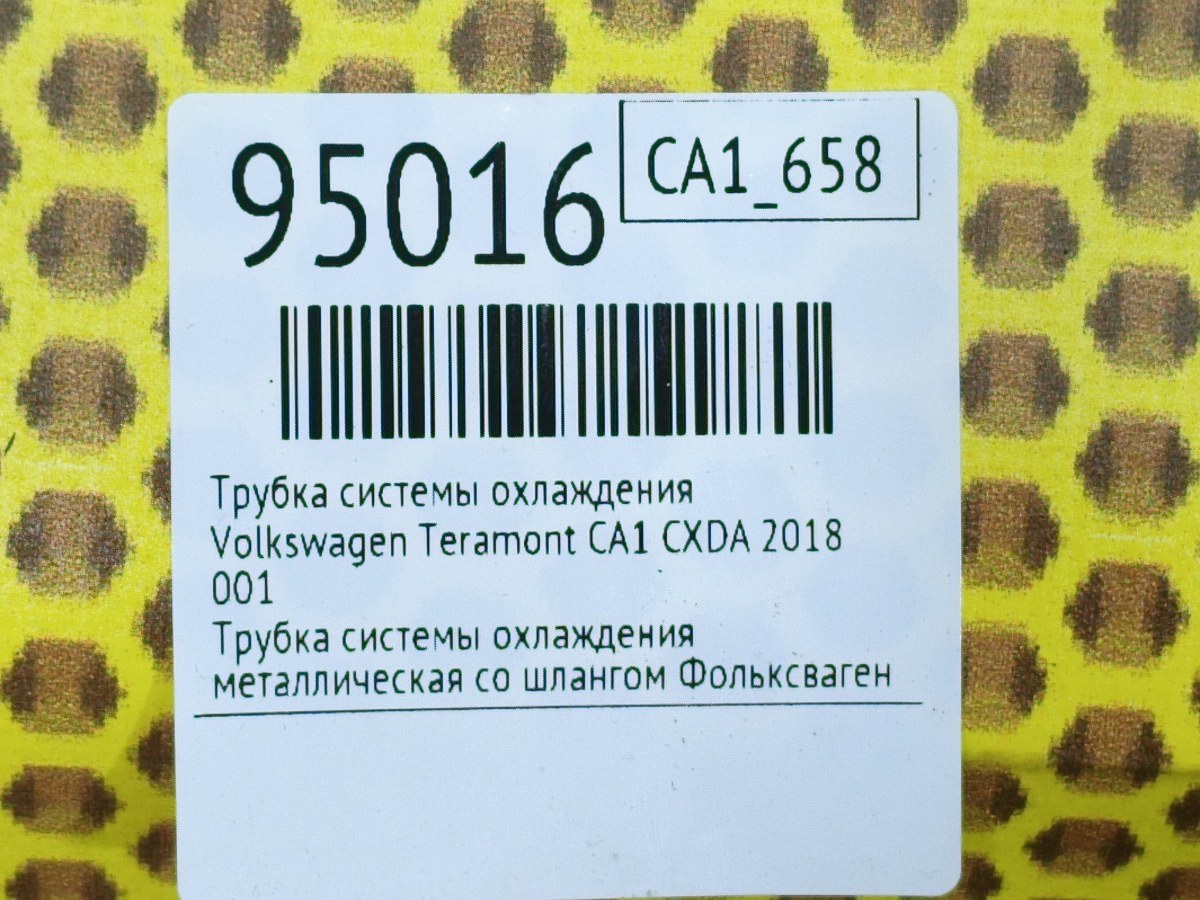 95016
CA1_658
Трубка системы охлаждения
Volkswagen Teramont CA1 CXDA 2018
001
Трубка системы охлаждения
металлическая со шлангом Фольксваген